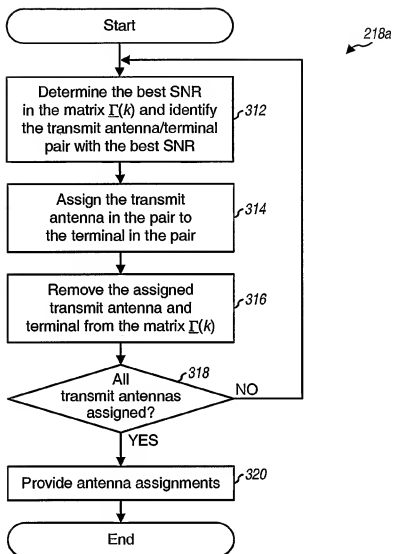 Start
218a
Determine the best SNR
in the matrix Γ(k) and identify
the transmit antenna/terminal
pair with the best SNR
312
Assign the transmit
antenna in the pair to
the terminal in the pair
314
Remove the assigned
transmit antenna and
terminal from the matrix Γ(k)
316
All
transmit antennas
assigned?
318
NO
YES
Provide antenna assignments
320
End